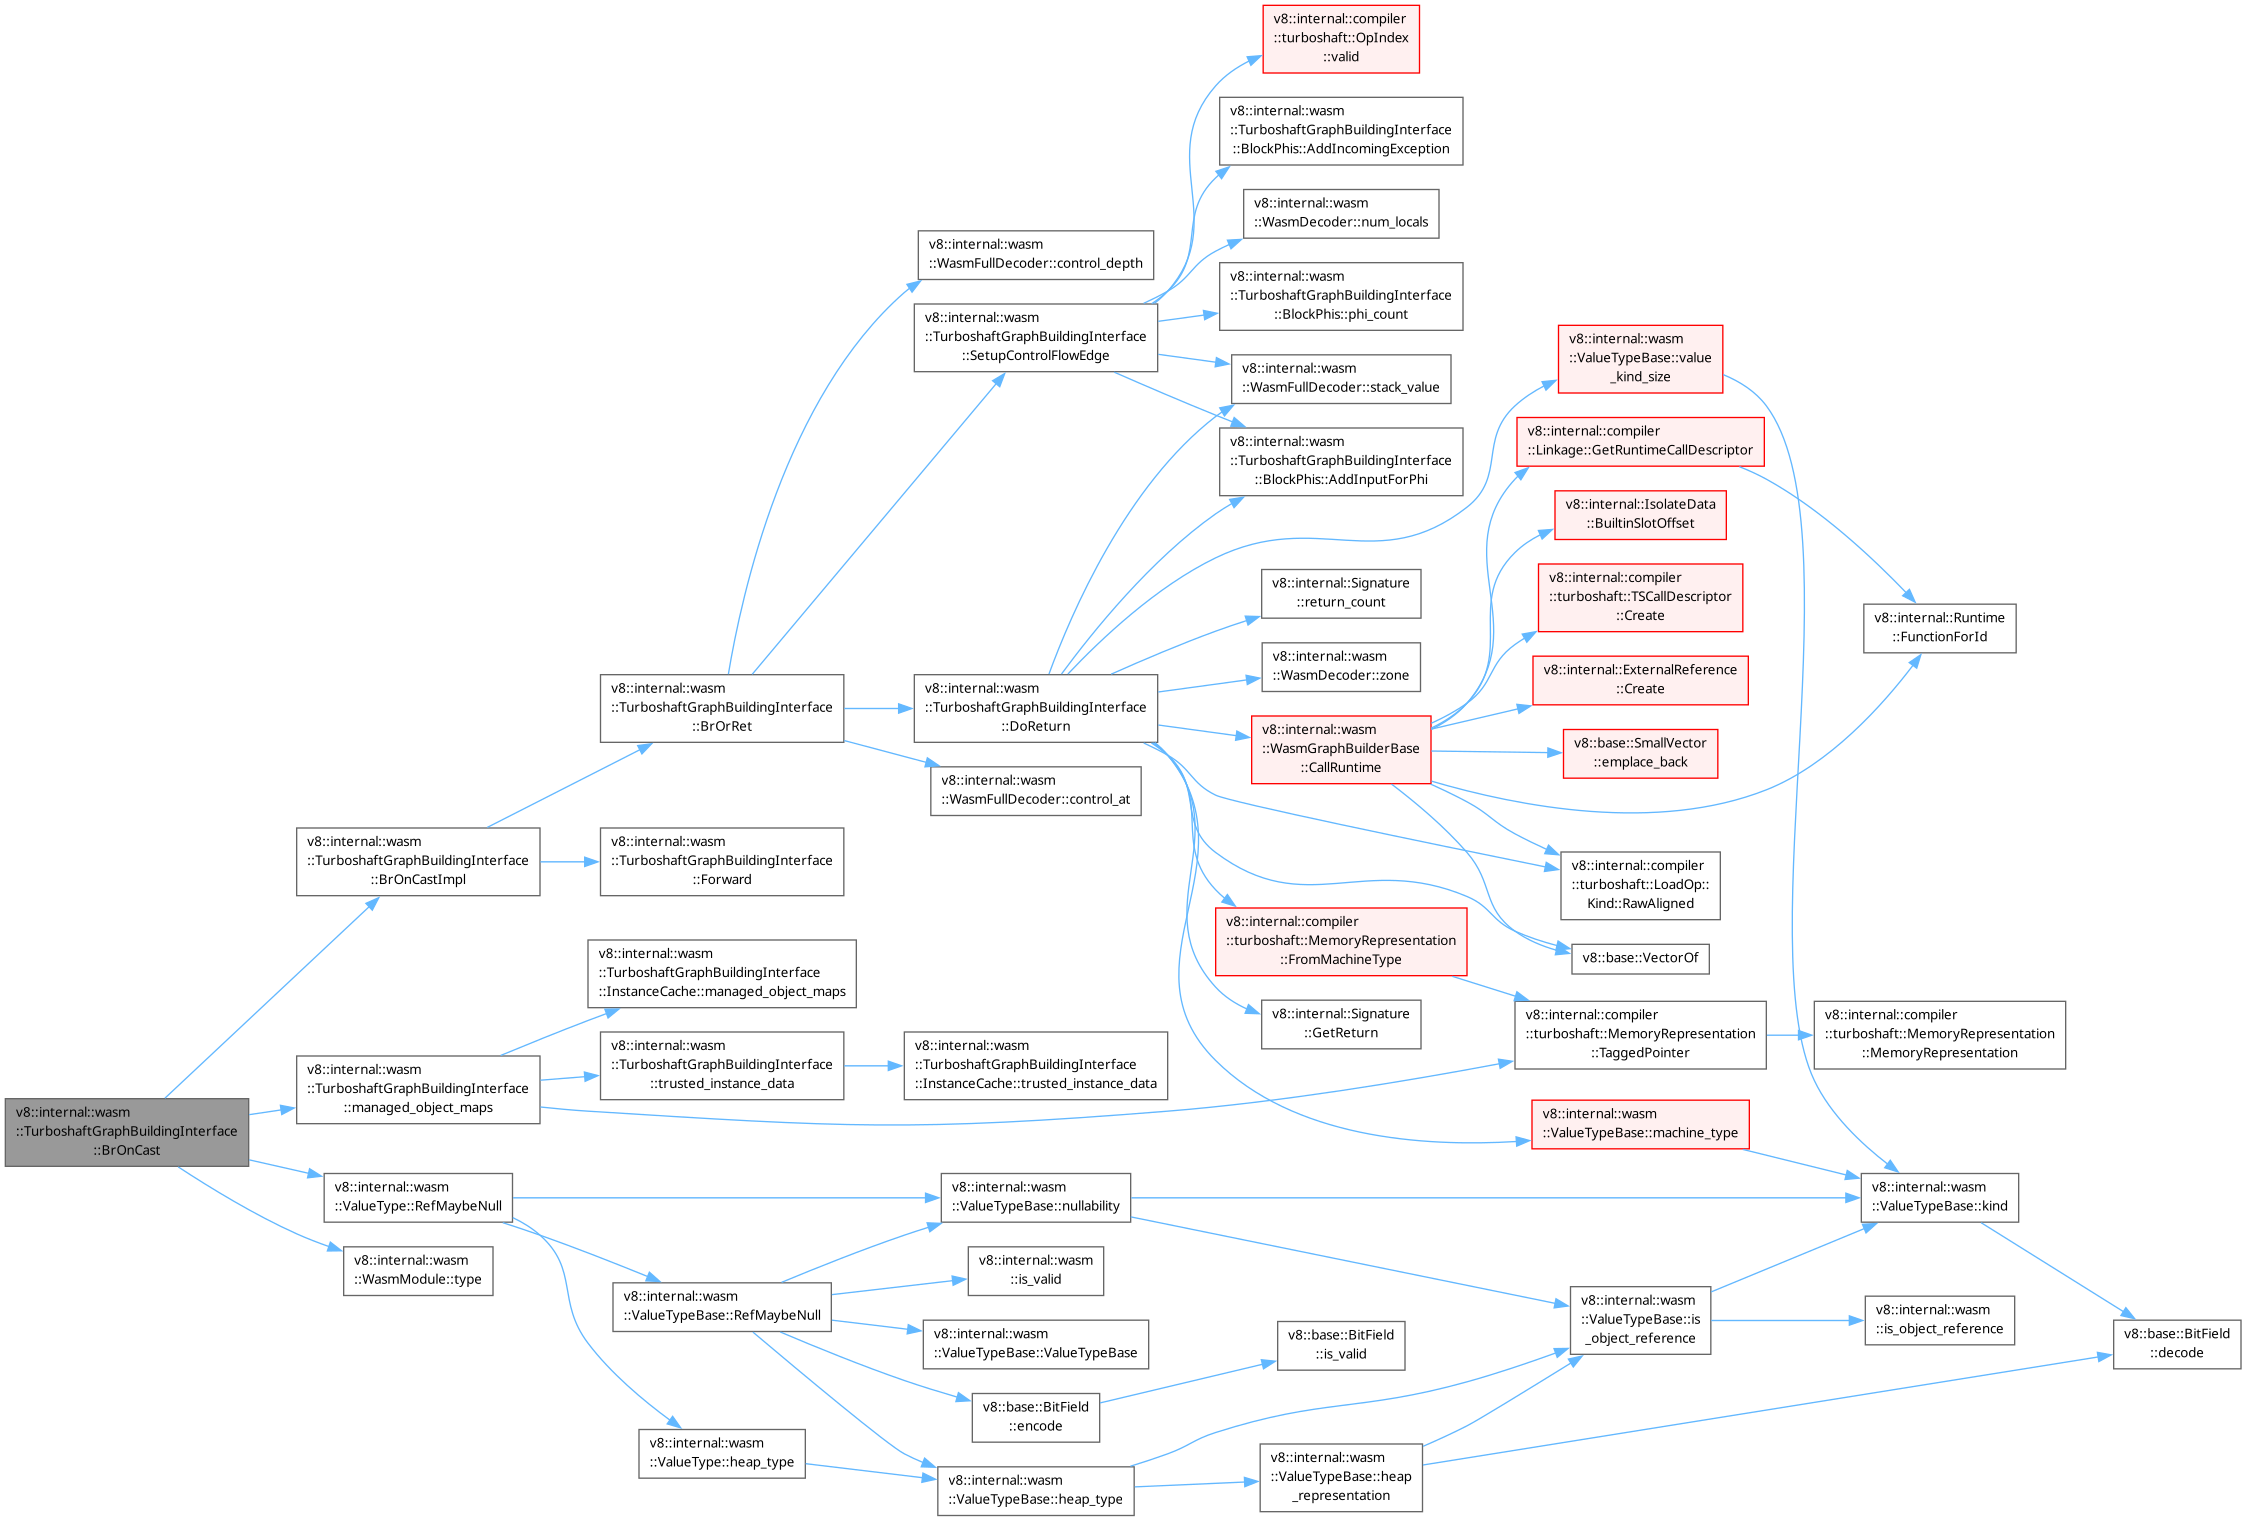 v8::internal::compiler
::turboshaft::OpIndex
::valid
v8::internal::wasm
::TurboshaftGraphBuildingInterface
::BlockPhis::AddIncomingException
v8::internal::wasm
::WasmDecoder::num_locals
v8::internal::wasm
::WasmFullDecoder::control_depth
v8::internal::wasm
::TurboshaftGraphBuildingInterface
::BlockPhis::phi_count
v8::internal::wasm
::TurboshaftGraphBuildingInterface
::SetupControlFlowEdge
v8::internal::wasm
::ValueTypeBase::value
_kind_size
v8::internal::wasm
::WasmFullDecoder::stack_value
v8::internal::compiler
::Linkage::GetRuntimeCallDescriptor
v8::internal::wasm
::TurboshaftGraphBuildingInterface
::BlockPhis::AddInputForPhi
v8::internal::IsolateData
::BuiltinSlotOffset
v8::internal::Signature
::return_count
v8::internal::compiler
::turboshaft::TSCallDescriptor
::Create
v8::internal::Runtime
::FunctionForId
v8::internal::wasm
::WasmDecoder::zone
v8::internal::ExternalReference
::Create
v8::internal::wasm
::TurboshaftGraphBuildingInterface
::BrOrRet
v8::internal::wasm
::TurboshaftGraphBuildingInterface
::DoReturn
v8::internal::wasm
::WasmGraphBuilderBase
::CallRuntime
v8::base::SmallVector
::emplace_back
v8::internal::wasm
::WasmFullDecoder::control_at
v8::internal::wasm
::TurboshaftGraphBuildingInterface
::BrOnCastImpl
v8::internal::wasm
::TurboshaftGraphBuildingInterface
::Forward
v8::internal::compiler
::turboshaft::LoadOp::
Kind::RawAligned
v8::internal::compiler
::turboshaft::MemoryRepresentation
::FromMachineType
v8::base::VectorOf
v8::internal::wasm
::TurboshaftGraphBuildingInterface
::InstanceCache::managed_object_maps
v8::internal::Signature
::GetReturn
v8::internal::compiler
::turboshaft::MemoryRepresentation
::TaggedPointer
v8::internal::compiler
::turboshaft::MemoryRepresentation
::MemoryRepresentation
v8::internal::wasm
::TurboshaftGraphBuildingInterface
::managed_object_maps
v8::internal::wasm
::TurboshaftGraphBuildingInterface
::trusted_instance_data
v8::internal::wasm
::TurboshaftGraphBuildingInterface
::InstanceCache::trusted_instance_data
v8::internal::wasm
::TurboshaftGraphBuildingInterface
::BrOnCast
v8::internal::wasm
::ValueTypeBase::machine_type
v8::internal::wasm
::ValueType::RefMaybeNull
v8::internal::wasm
::ValueTypeBase::nullability
v8::internal::wasm
::ValueTypeBase::kind
v8::internal::wasm
::WasmModule::type
v8::internal::wasm
::is_valid
v8::internal::wasm
::ValueTypeBase::RefMaybeNull
v8::internal::wasm
::ValueTypeBase::is
_object_reference
v8::internal::wasm
::is_object_reference
v8::internal::wasm
::ValueTypeBase::ValueTypeBase
v8::base::BitField
::is_valid
v8::base::BitField
::decode
v8::base::BitField
::encode
v8::internal::wasm
::ValueType::heap_type
v8::internal::wasm
::ValueTypeBase::heap_type
v8::internal::wasm
::ValueTypeBase::heap
_representation